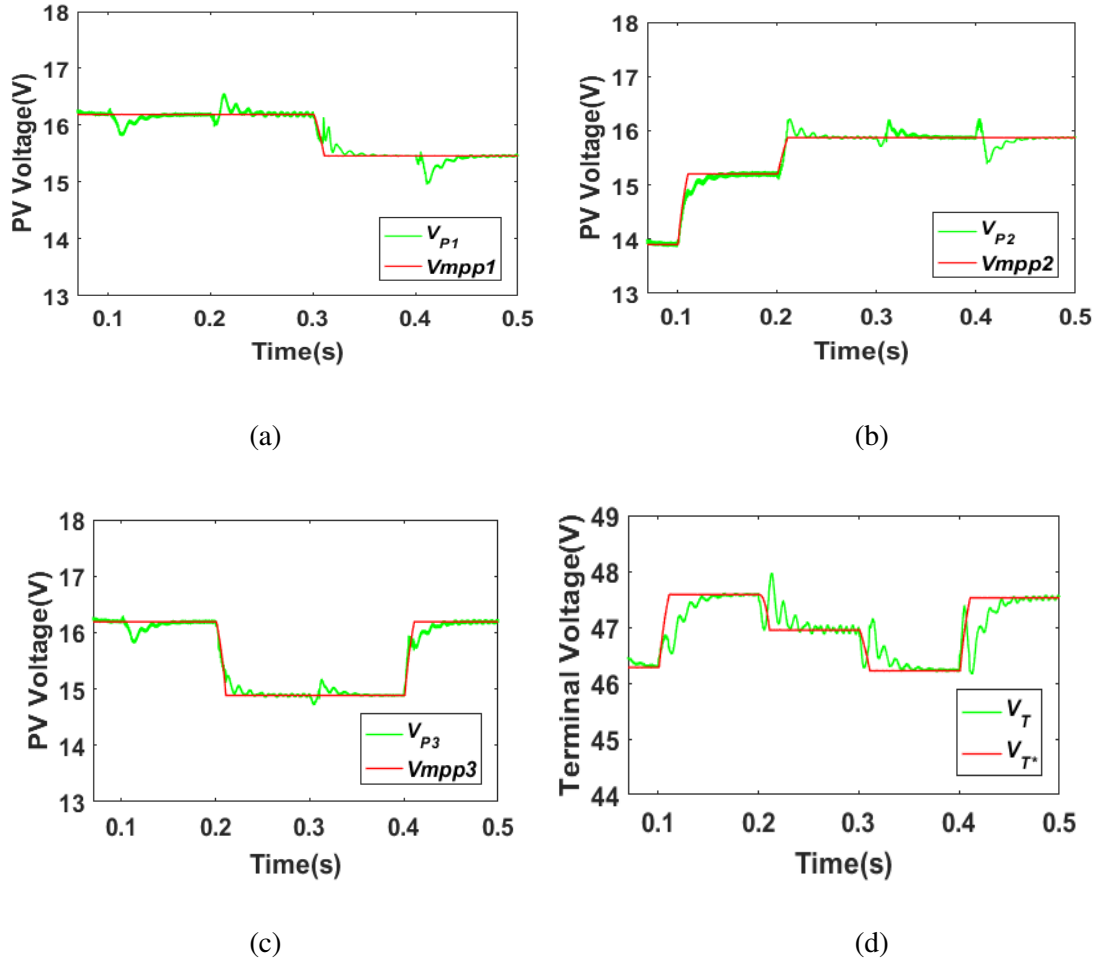 18
17
16
15
14
13
PV Voltage(V)
0.1 0.2 0.3 0.4 0.5
Time(s)
V_P1
Vmpp1
(a)
18
17
16
15
14
13
PV Voltage(V)
0.1 0.2 0.3 0.4 0.5
Time(s)
V_P2
Vmpp2
(b)
18
17
16
15
14
13
PV Voltage(V)
0.1 0.2 0.3 0.4 0.5
Time(s)
V_P3
Vmpp3
(c)
49
48
47
46
45
44
Terminal Voltage(V)
0.1 0.2 0.3 0.4 0.5
Time(s)
V_T
V_T*
(d)